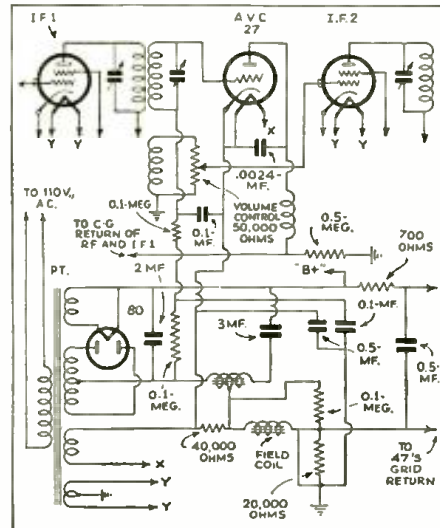 I.F.1
A.V.C.
27
I.F.2
Y
Y
X
Y
Y
.0024-
MF.
TO 110V.,
A.C.
0.1-MEG
VOLUME
CONTROL
50,000
OHMS
0.1-
MF.
0.5-
MEG.
700
OHMS
TO C-G
RETURN OF
RF AND IF1
"B+"
2 MF
P.T.
80
0.1-MF.
3MF.
0.5-
MF.
0.5-
MF.
0.1-
MEG.
0.1-
MEG.
40,000
OHMS
FIELD
COIL
20,000
OHMS
TO
47'S
GRID
RETURN
X
Y
Y